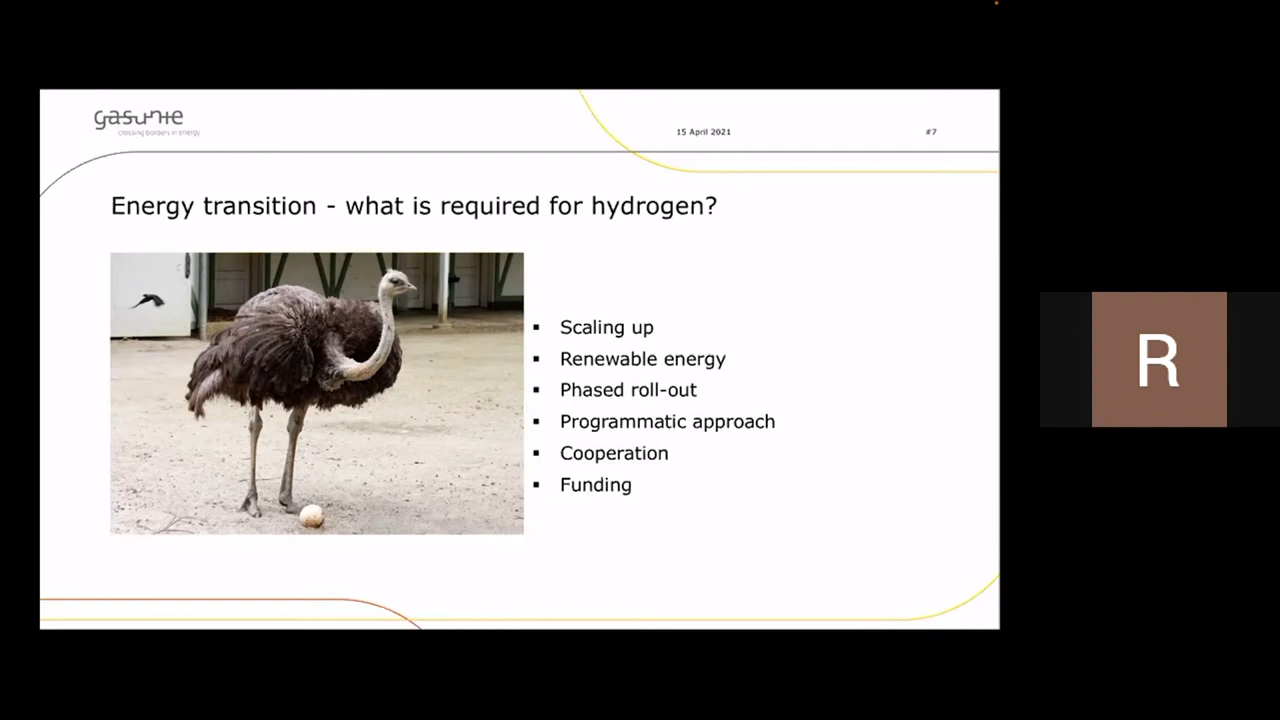 gasunie
crossing borders in energy
15 April 2021
#7
Energy transition - what is required for hydrogen?
▪ Scaling up
▪ Renewable energy
▪ Phased roll-out
▪ Programmatic approach
▪ Cooperation
▪ Funding
R